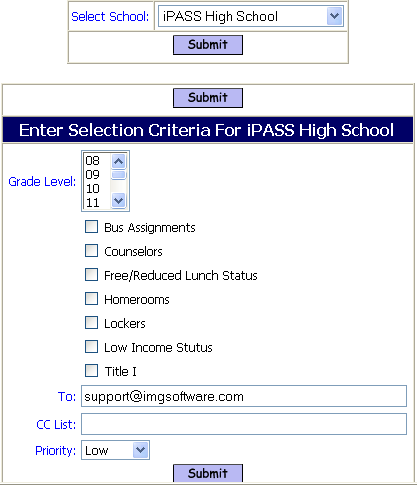 Select School: iPASS High School
Submit
Submit
Enter Selection Criteria For iPASS High School
Grade Level:
08
09
10
11
Bus Assignments
Counselors
Free/Reduced Lunch Status
Homerooms
Lockers
Low Income Stutus
Title I
To: support@imgsoftware.com
CC List:
Priority: Low
Submit